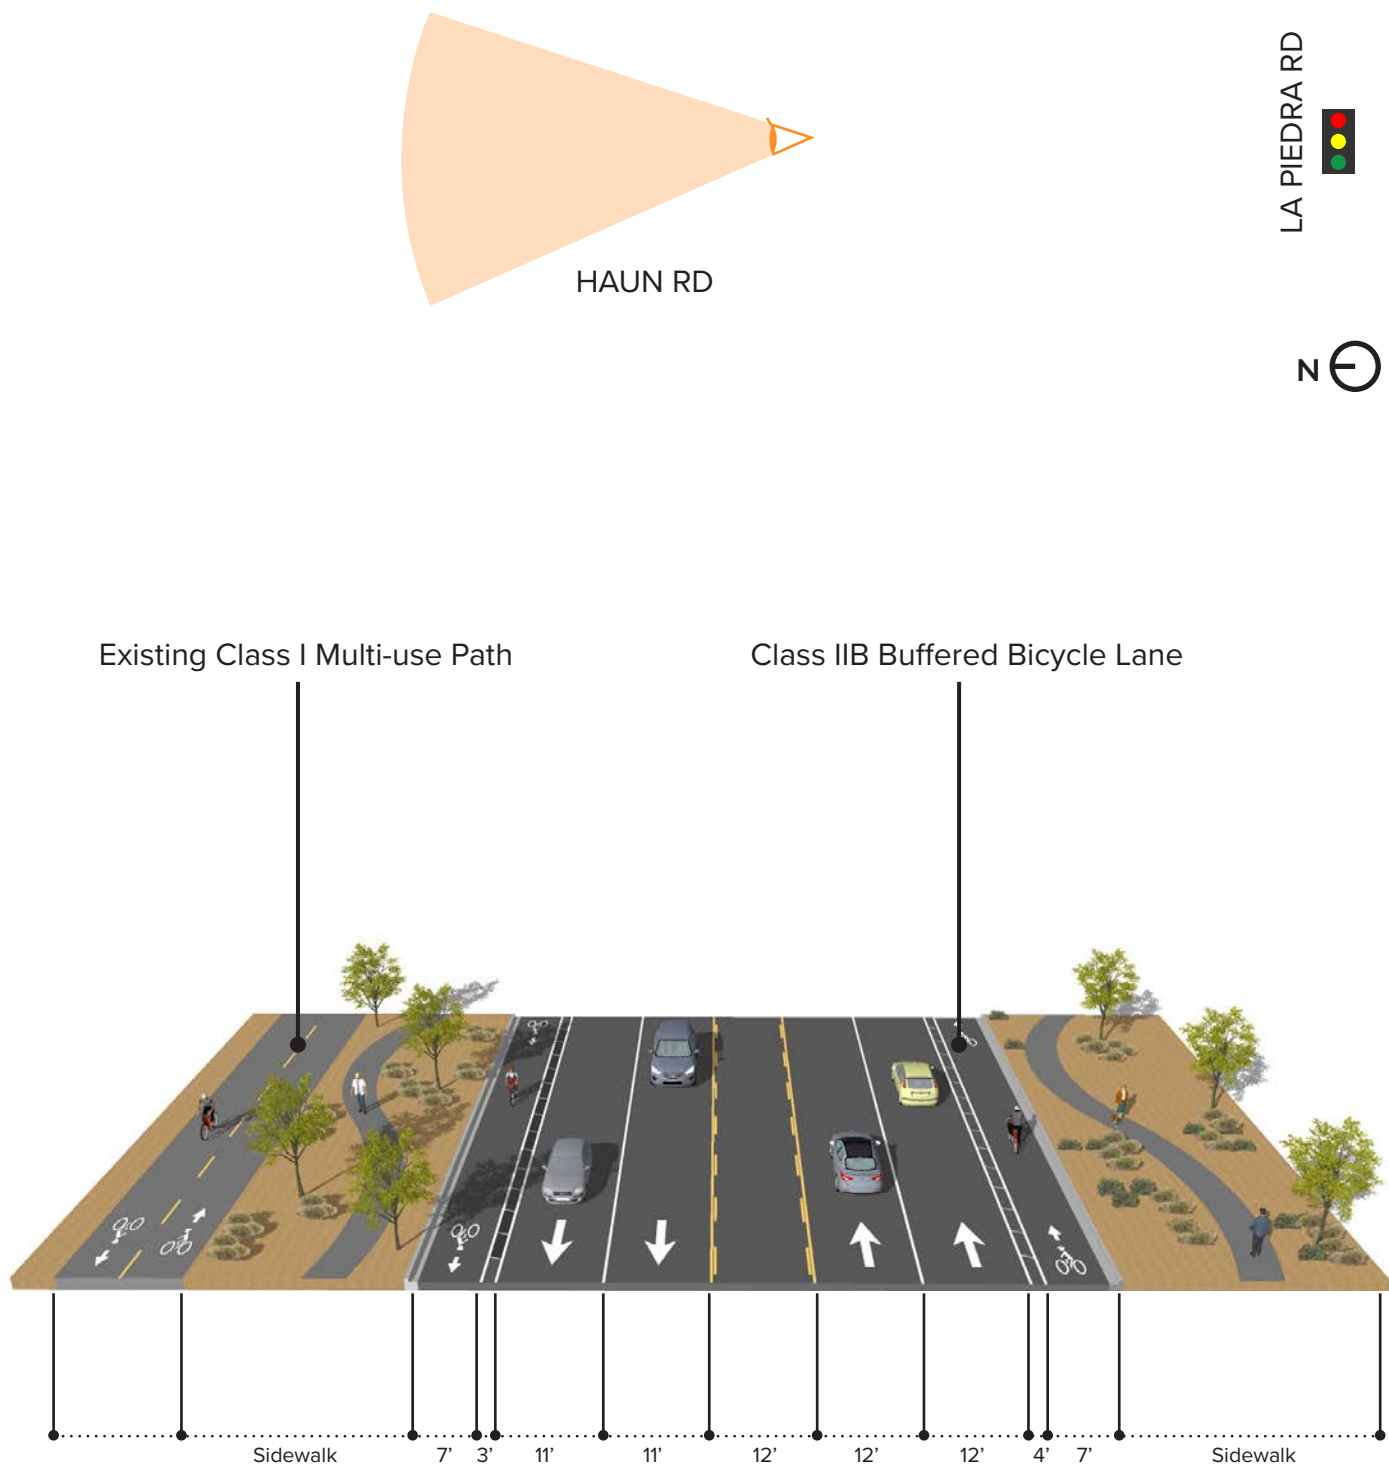 LA PIEDRA RD
HAUN RD
N
Existing Class I Multi-use Path
Class IIB Buffered Bicycle Lane
Sidewalk 7’ 3’ 11’ 11’ 12’ 12’ 12’ 4’ 7’ Sidewalk